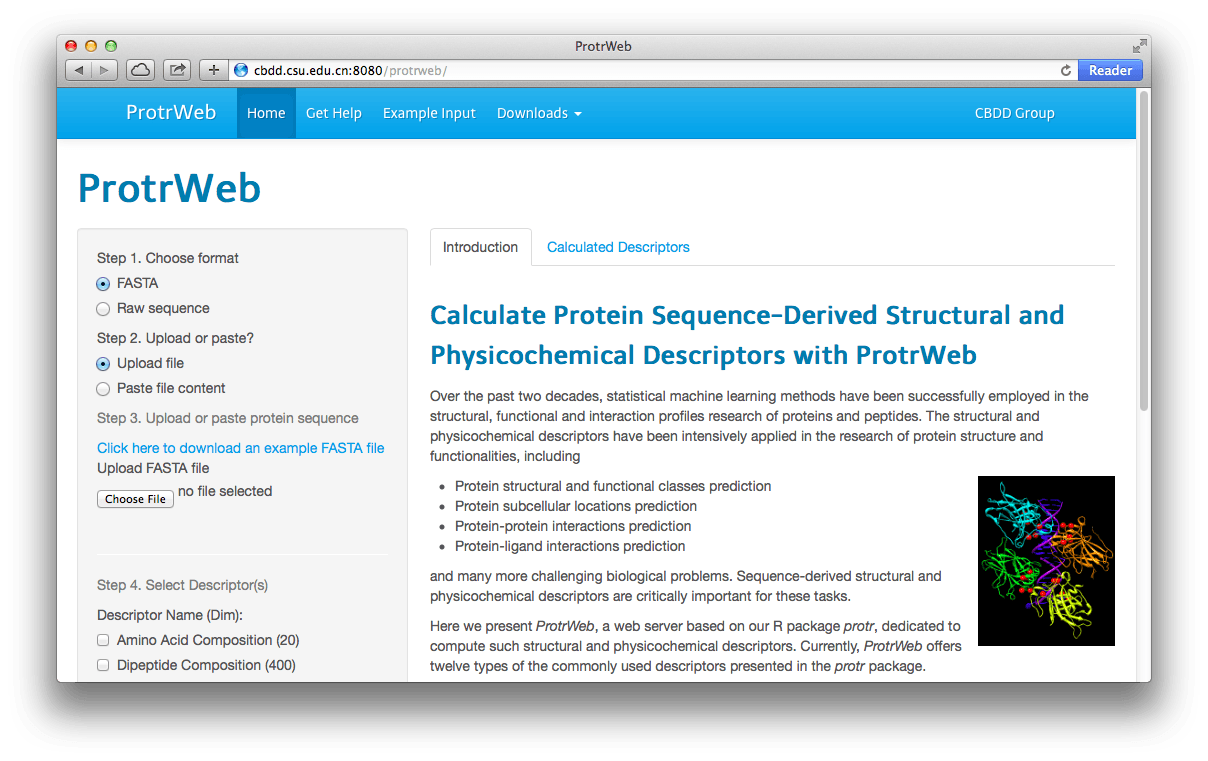 ProtrWeb
cbdd.csu.edu.cn:8080/protrweb/
Reader
ProtrWeb
Home
Get Help
Example Input
Downloads
CBDD Group
ProtrWeb
Step 1. Choose format
FASTA
Raw sequence
Step 2. Upload or paste?
Upload file
Paste file content
Step 3. Upload or paste protein sequence
Click here to download an example FASTA file
Upload FASTA file
Choose File no file selected
Step 4. Select Descriptor(s)
Descriptor Name (Dim):
Amino Acid Composition (20)
Dipeptide Composition (400)
Introduction
Calculated Descriptors
Calculate Protein Sequence-Derived Structural and
Physicochemical Descriptors with ProtrWeb
Over the past two decades, statistical machine learning methods have been successfully employed in the
structural, functional and interaction profiles research of proteins and peptides. The structural and
physicochemical descriptors have been intensively applied in the research of protein structure and
functionalities, including
• Protein structural and functional classes prediction
• Protein subcellular locations prediction
• Protein-protein interactions prediction
• Protein-ligand interactions prediction
and many more challenging biological problems. Sequence-derived structural and
physicochemical descriptors are critically important for these tasks.
Here we present ProtrWeb, a web server based on our R package protr, dedicated to
compute such structural and physicochemical descriptors. Currently, ProtrWeb offers
twelve types of the commonly used descriptors presented in the protr package.